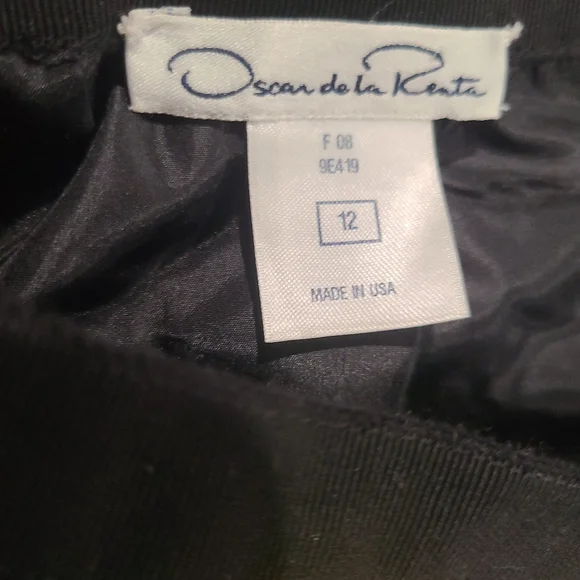 Oscar de la Renta
F 08
9E419
12
MADE IN USA